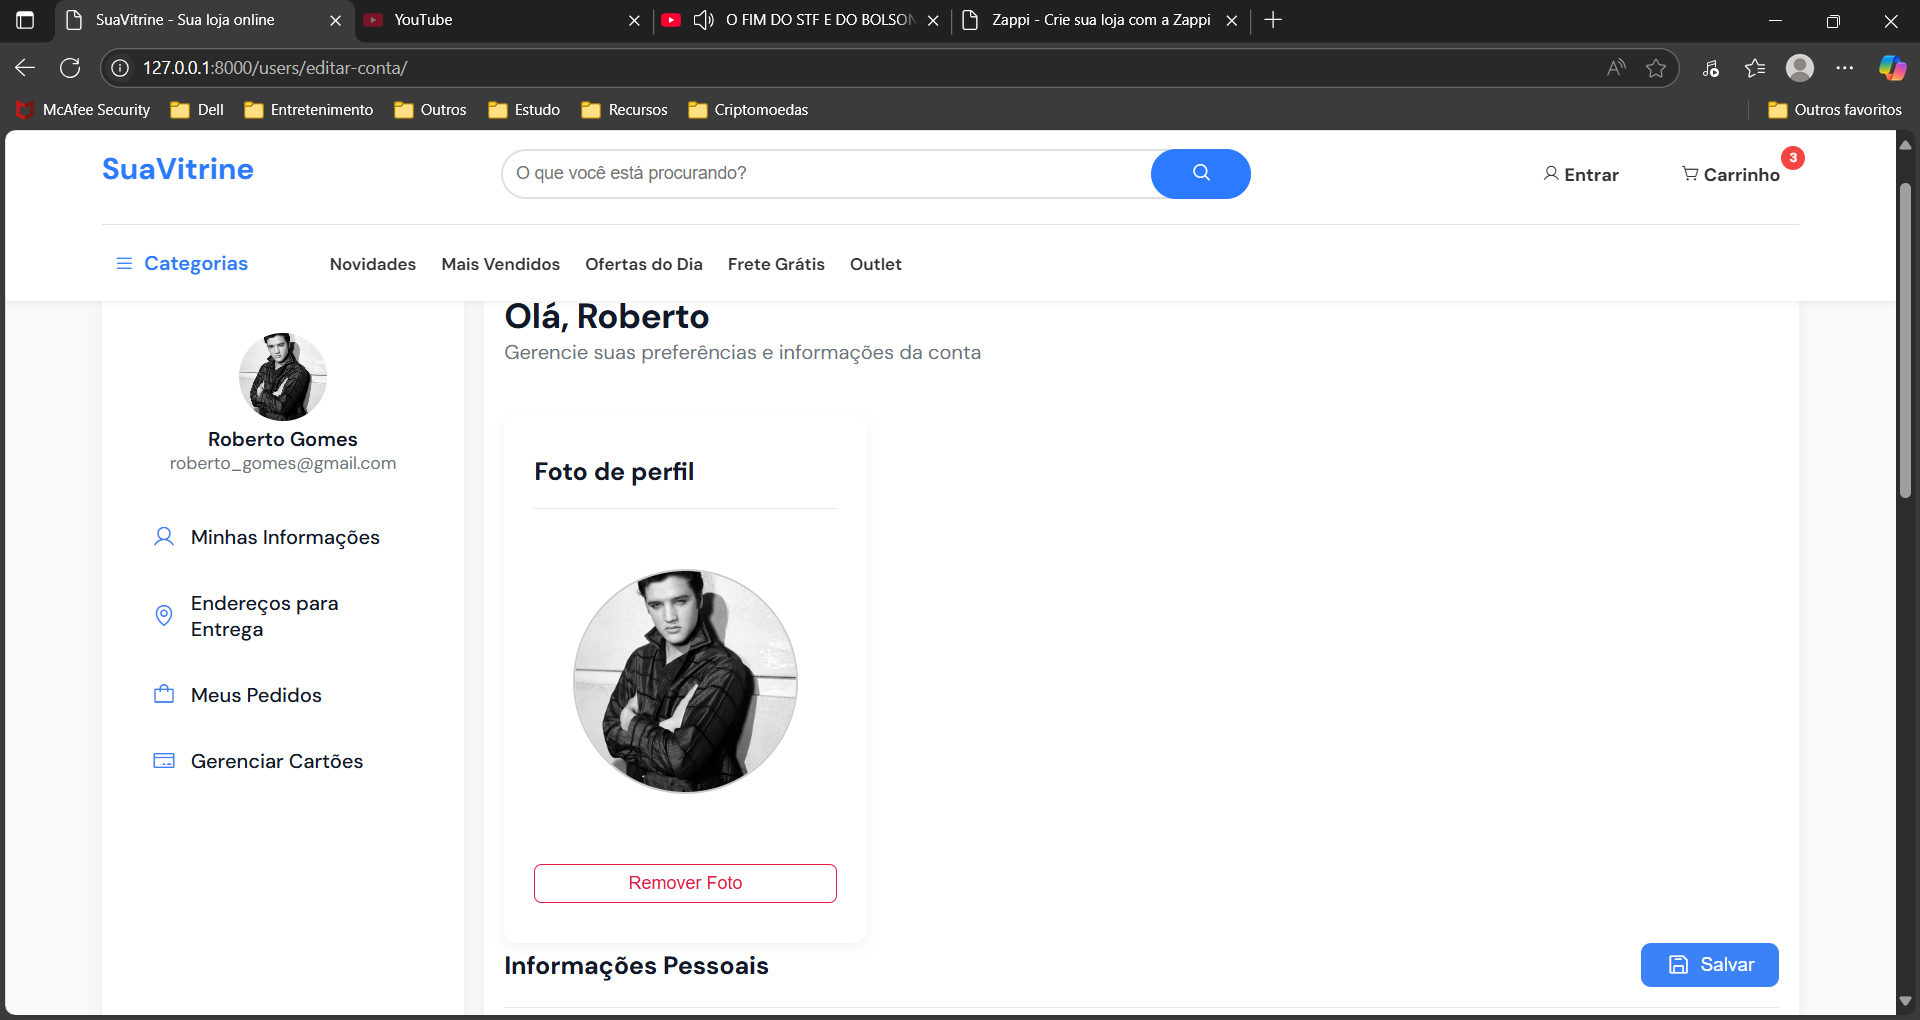 SuaVitrine - Sua loja online
YouTube
O FIM DO STF E DO BOLSON
Zappi - Crie sua loja com a Zappi
127.0.0.1:8000/users/editar-conta/
McAfee Security
Dell
Entretenimento
Outros
Estudo
Recursos
Criptomoedas
Outros favoritos
SuaVitrine
O que você está procurando?
Entrar
Carrinho
3
Categorias
Novidades
Mais Vendidos
Ofertas do Dia
Frete Grátis
Outlet
Roberto Gomes
roberto_gomes@gmail.com
Minhas Informações
Endereços para
Entrega
Meus Pedidos
Gerenciar Cartões
Olá, Roberto
Gerencie suas preferências e informações da conta
Foto de perfil
Remover Foto
Informações Pessoais
Salvar